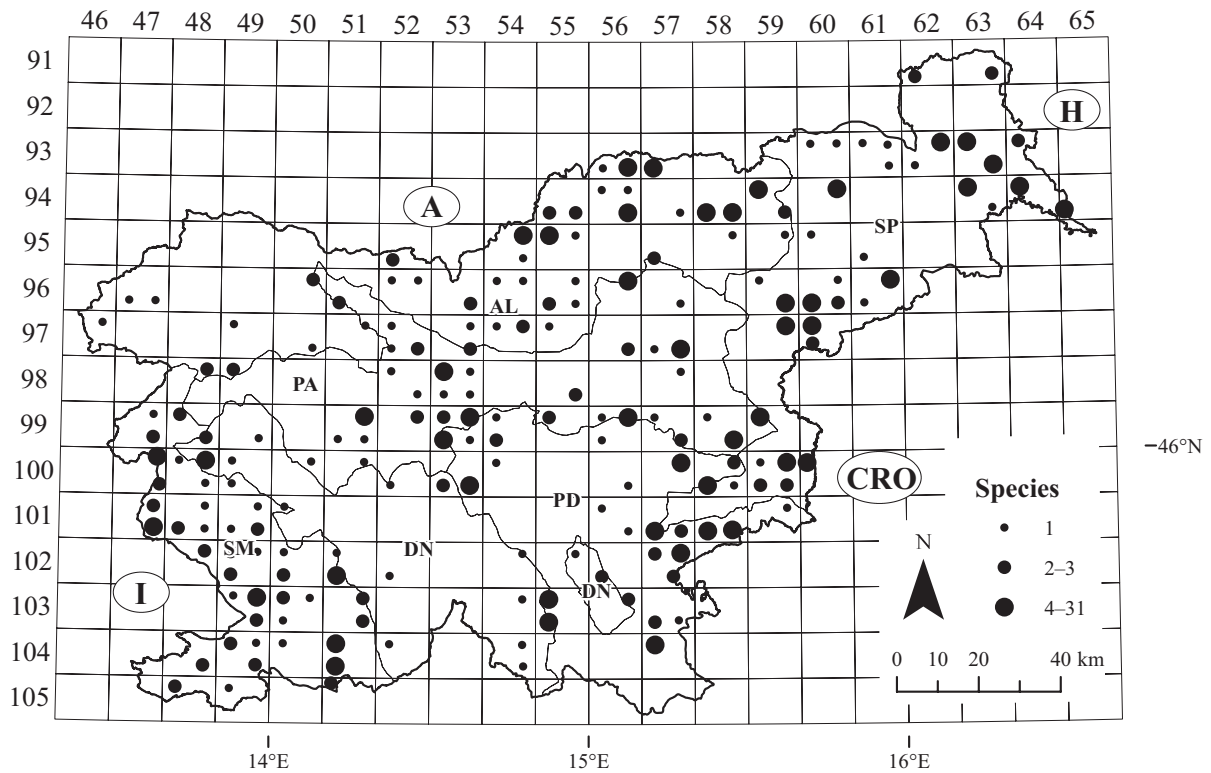 46 47 48 49 50 51 52 53 54 55 56 57 58 59 60 61 62 63 64 65
91
92
H
93
94
A
SP
95
96
AL
97
98
PA
99
–46°N
100
CRO
Species
PD
101
1
N
SM
DN
102
2–3
I
DN
103
4–31
104
0 10 20 40 km
105
14°E 15°E 16°E